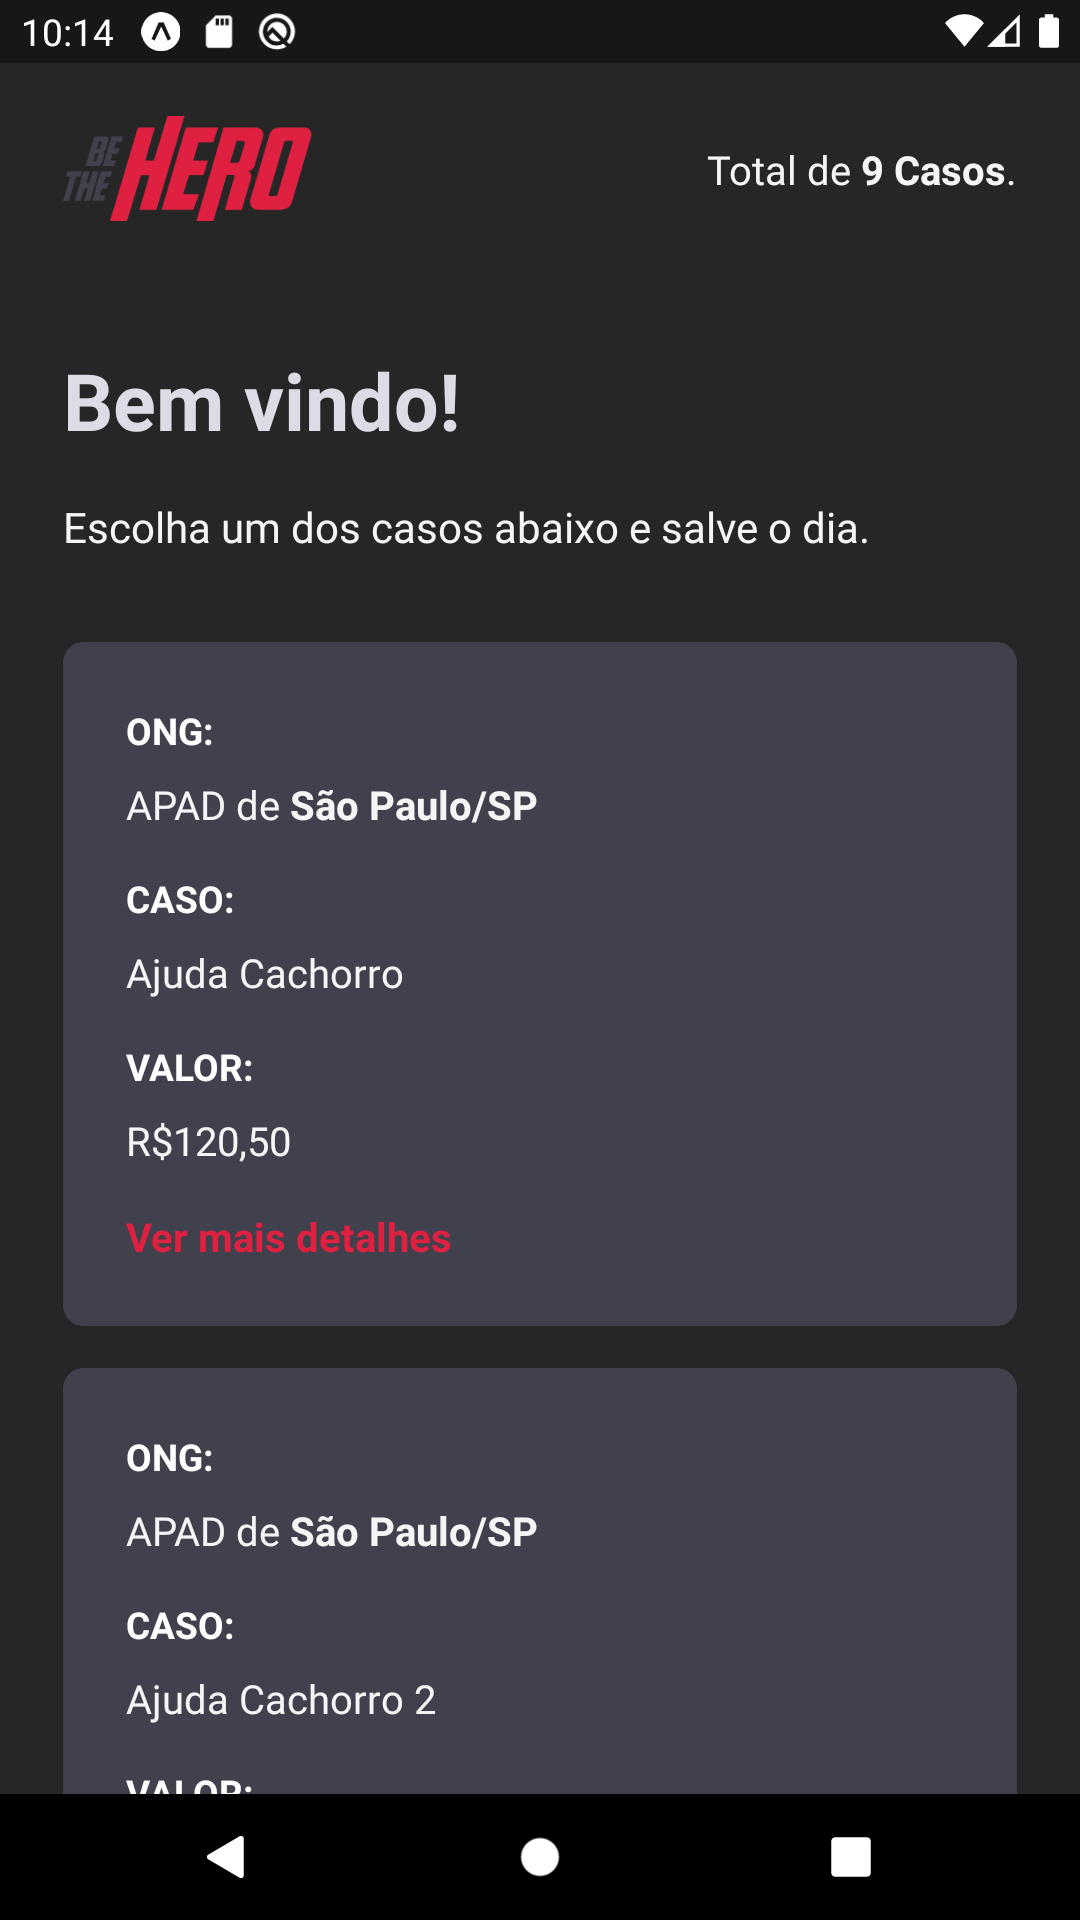 10:14
BE
THE
HERO
Total de 9 Casos.
Bem vindo!
Escolha um dos casos abaixo e salve o dia.
ONG:
APAD de São Paulo/SP
CASO:
Ajuda Cachorro
VALOR:
R$120,50
Ver mais detalhes
ONG:
APAD de São Paulo/SP
CASO:
Ajuda Cachorro 2
VALOR: